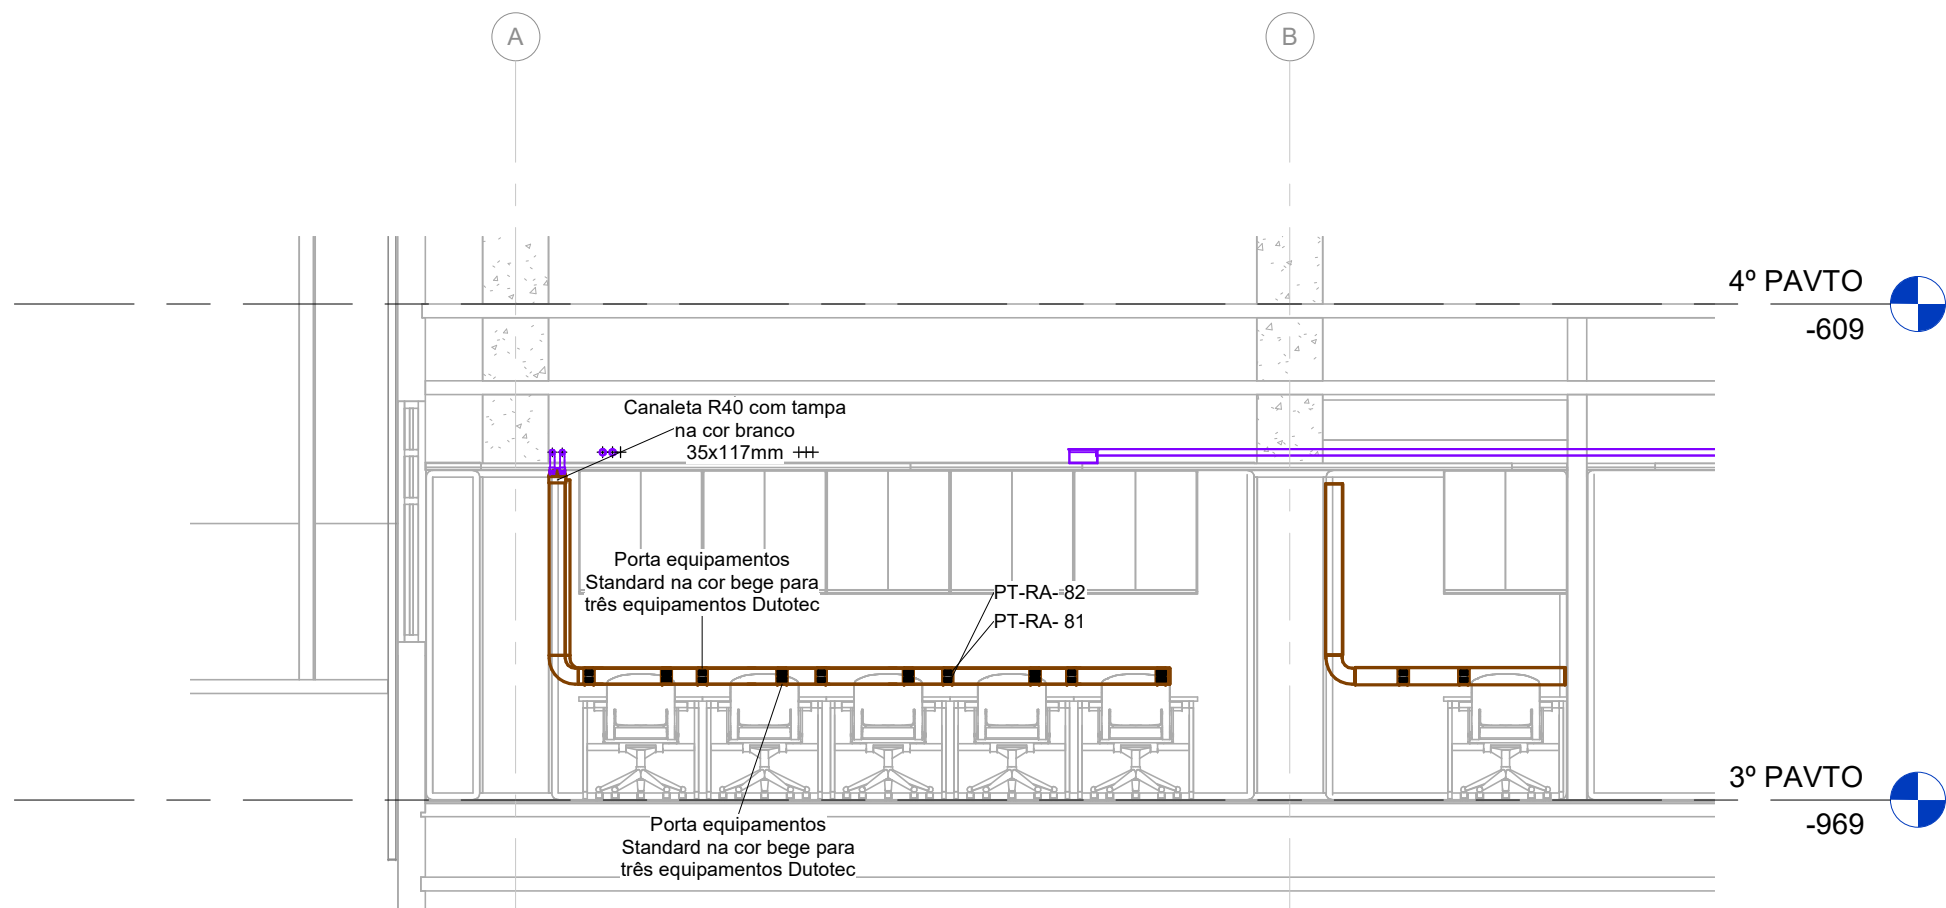 A
B
4º PAVTO
-609
Canaleta R40 com tampa
na cor branco
35x117mm
Porta equipamentos
Standard na cor bege para
três equipamentos Dutotec
PT-RA- 82
PT-RA- 81
3º PAVTO
-969
Porta equipamentos
Standard na cor bege para
três equipamentos Dutotec